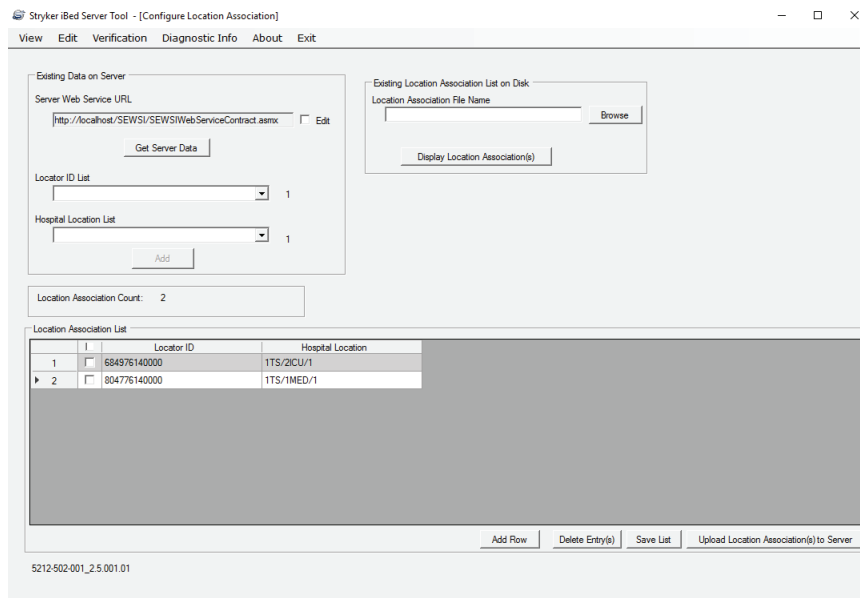 Stryker iBed Server Tool - [Configure Location Association]
View Edit Verification Diagnostic Info About Exit
Existing Data on Server
Server Web Service URL
http://localhost/SEWSI/SEWSIWebServiceContract.asmx Edit
Get Server Data
Locator ID List
1
Hospital Location List
1
Add
Existing Location Association List on Disk
Location Association File Name
Browse
Display Location Association(s)
Location Association Count: 2
Location Association List
Locator ID Hospital Location
1 684976140000 1TS/2ICU/1
2 804776140000 1TS/1MED/1
Add Row Delete Entry(s) Save List Upload Location Association(s) to Server
5212-502-001_2.5.001.01